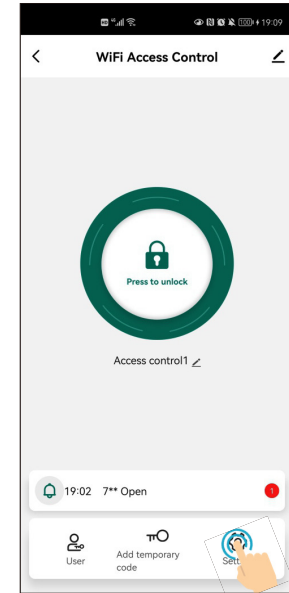 100 19:09
WiFi Access Control
Press to unlock
Access control1
19:02 7** Open
1
User
Add temporary
code